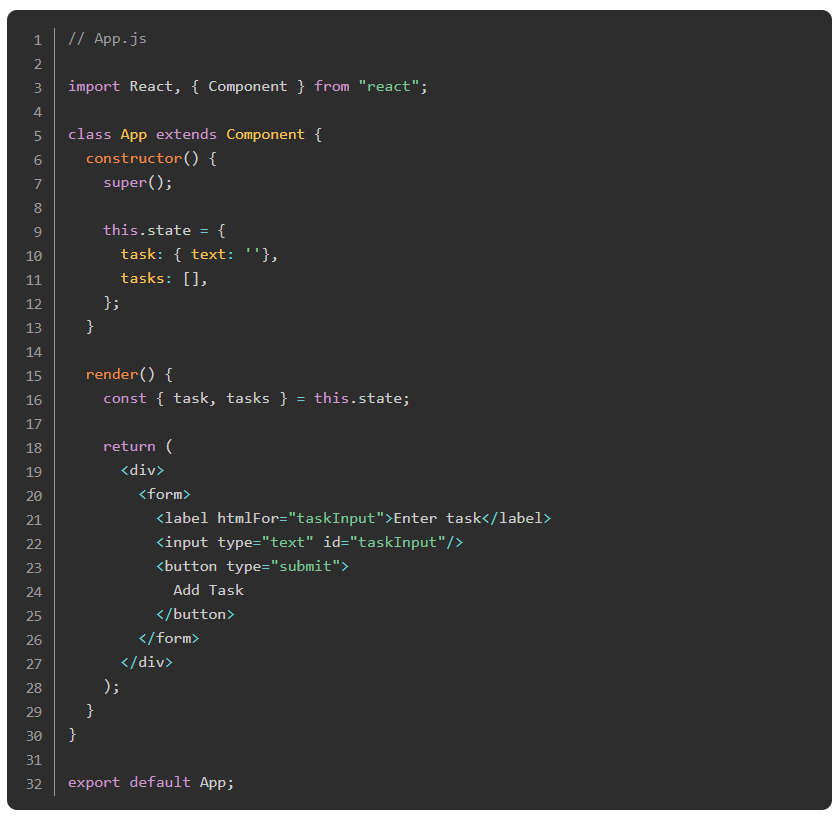 1 // App.js
2
3 import React, { Component } from "react";
4
5 class App extends Component {
6   constructor() {
7     super();
8
9     this.state = {
10       task: { text: ''},
11       tasks: [],
12     };
13   }
14
15   render() {
16     const { task, tasks } = this.state;
17
18     return (
19       <div>
20         <form>
21           <label htmlFor="taskInput">Enter task</label>
22           <input type="text" id="taskInput"/>
23           <button type="submit">
24             Add Task
25           </button>
26         </form>
27       </div>
28     );
29   }
30 }
31
32 export default App;